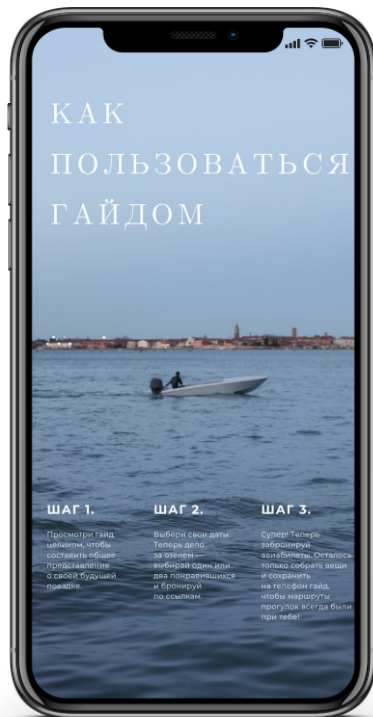 КАК
ПОЛЬЗОВАТЬСЯ
ГАЙДОМ
ШАГ 1.
Просмотри гайд
целиком, чтобы
составить общее
представление
о своей будущей
поездке.
ШАГ 2.
Выбери свои даты.
Теперь дело
за отелем —
выбирай один или
два понравившихся
и бронируй
по ссылкам.
ШАГ 3.
Супер! Теперь
забронируй
авиабилеты. Осталось
только собрать вещи
и сохранить
на телефон гайд,
чтобы маршруты
прогулок всегда были
при тебе!